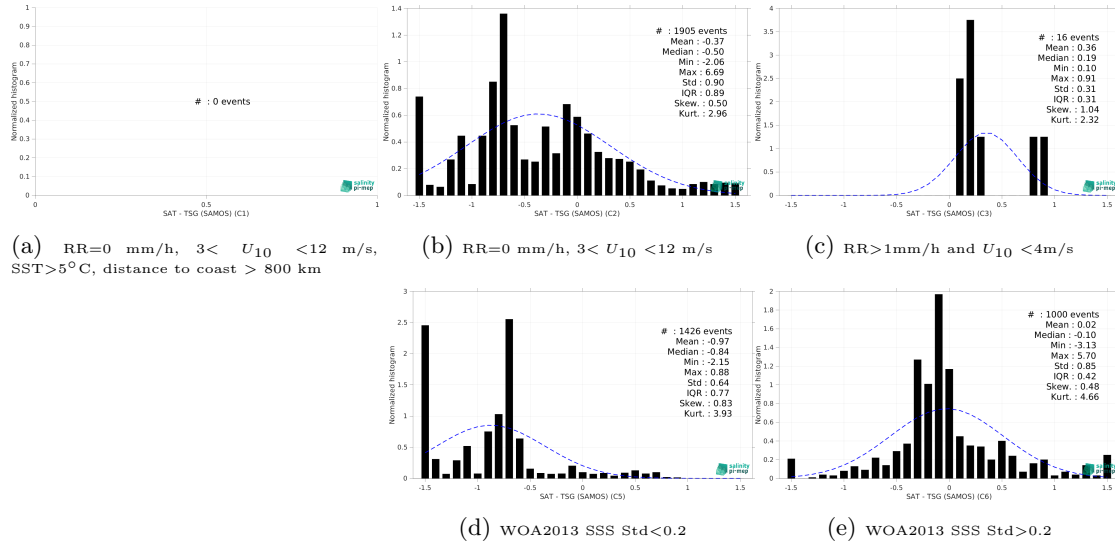 1
0.9
0.8
0.7
0.6
0.5
0.4
0.3
0.2
0.1
0
Normalized histogram
# : 0 events
0 0.5 1
SAT - TSG (SAMOS) (C1)
salinity
pi-mep
(a) RR=0 mm/h, 3< U10 <12 m/s,
SST>5°C, distance to coast > 800 km
1.4
1.2
1
0.8
0.6
0.4
0.2
0
Normalized histogram
# : 1905 events
Mean : -0.37
Median : -0.50
Min : -2.06
Max : 6.69
Std : 0.90
IQR : 0.89
Skew. : 0.50
Kurt. : 2.96
-1.5 -1 -0.5 0 0.5 1 1.5
SAT - TSG (SAMOS) (C2)
salinity
pi-mep
(b) RR=0 mm/h, 3< U10 <12 m/s
4
3.5
3
2.5
2
1.5
1
0.5
0
Normalized histogram
# : 16 events
Mean : 0.36
Median : 0.19
Min : 0.10
Max : 0.91
Std : 0.31
IQR : 0.31
Skew. : 1.04
Kurt. : 2.32
-1.5 -1 -0.5 0 0.5 1 1.5
SAT - TSG (SAMOS) (C3)
salinity
pi-mep
(c) RR>1mm/h and U10 <4m/s
3
2.5
2
1.5
1
0.5
0
Normalized histogram
# : 1426 events
Mean : -0.97
Median : -0.84
Min : -2.15
Max : 0.88
Std : 0.64
IQR : 0.77
Skew. : 0.83
Kurt. : 3.93
-1.5 -1 -0.5 0 0.5 1 1.5
SAT - TSG (SAMOS) (C5)
salinity
pi-mep
(d) WOA2013 SSS Std<0.2
2
1.8
1.6
1.4
1.2
1
0.8
0.6
0.4
0.2
0
Normalized histogram
# : 1000 events
Mean : 0.02
Median : -0.10
Min : -3.13
Max : 5.70
Std : 0.85
IQR : 0.42
Skew. : 0.48
Kurt. : 4.66
-1.5 -1 -0.5 0 0.5 1 1.5
SAT - TSG (SAMOS) (C6)
salinity
pi-mep
(e) WOA2013 SSS Std>0.2